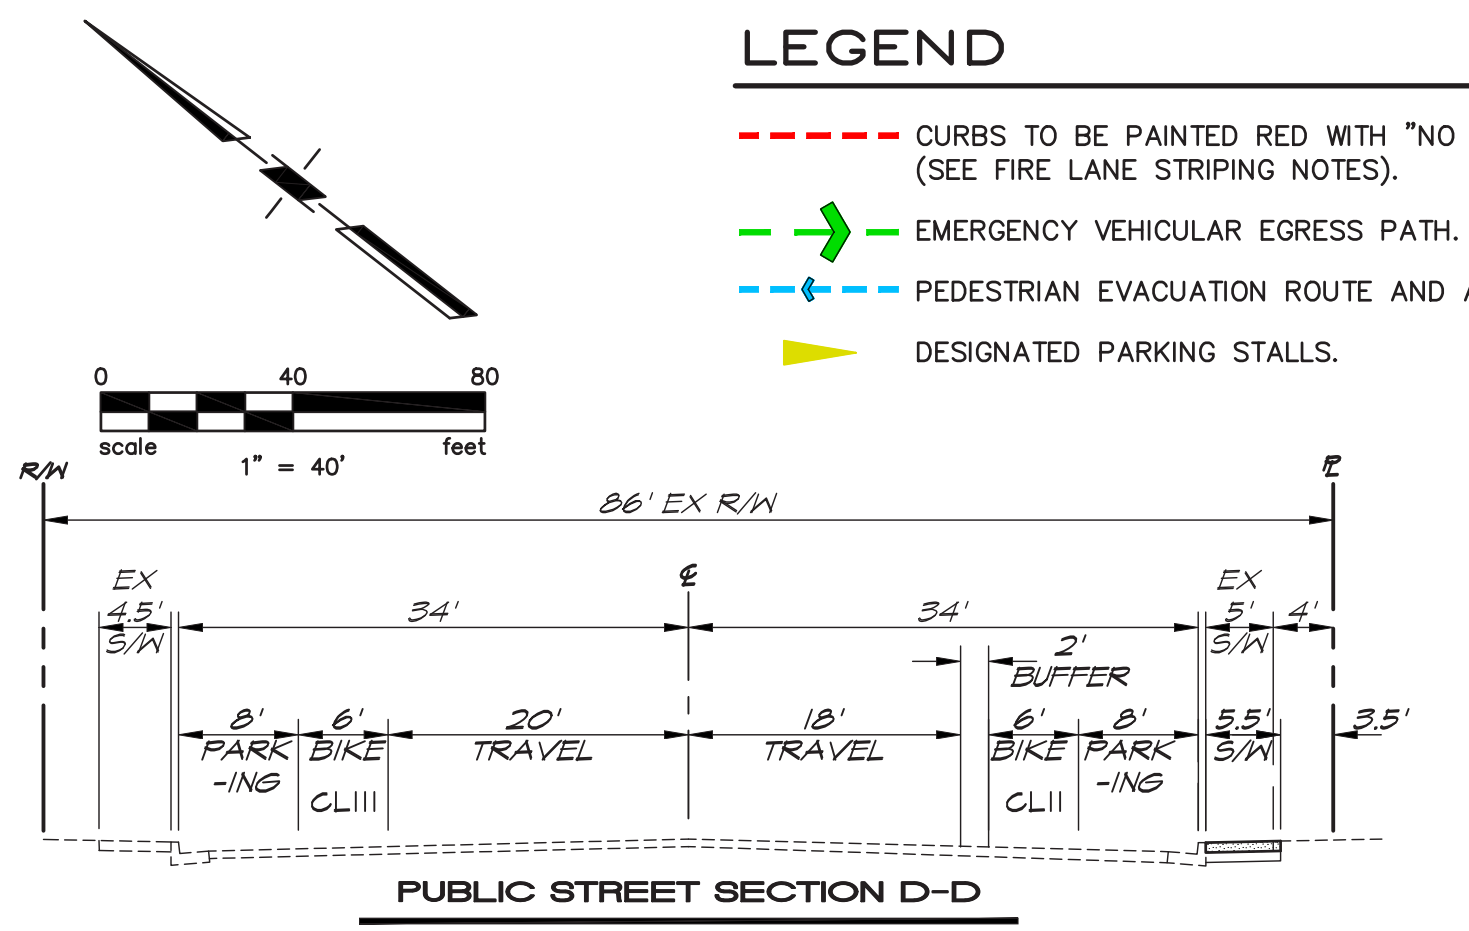 LEGEND
CURBS TO BE PAINTED RED WITH "NO
(SEE FIRE LANE STRIPING NOTES).
EMERGENCY VEHICULAR EGRESS PATH.
PEDESTRIAN EVACUATION ROUTE AND
DESIGNATED PARKING STALLS.
0 40 80
scale feet
1" = 40'
R/W PL
86' EX R/W
EX CL EX
4.5' 34' 34' 5' 4'
S/W S/W
2'
BUFFER
8' 6' 20' 18' 6' 8' 5.5' 3.5'
PARK BIKE TRAVEL TRAVEL BIKE PARK S/W
-ING -ING
CLIII CLII
PUBLIC STREET SECTION D-D